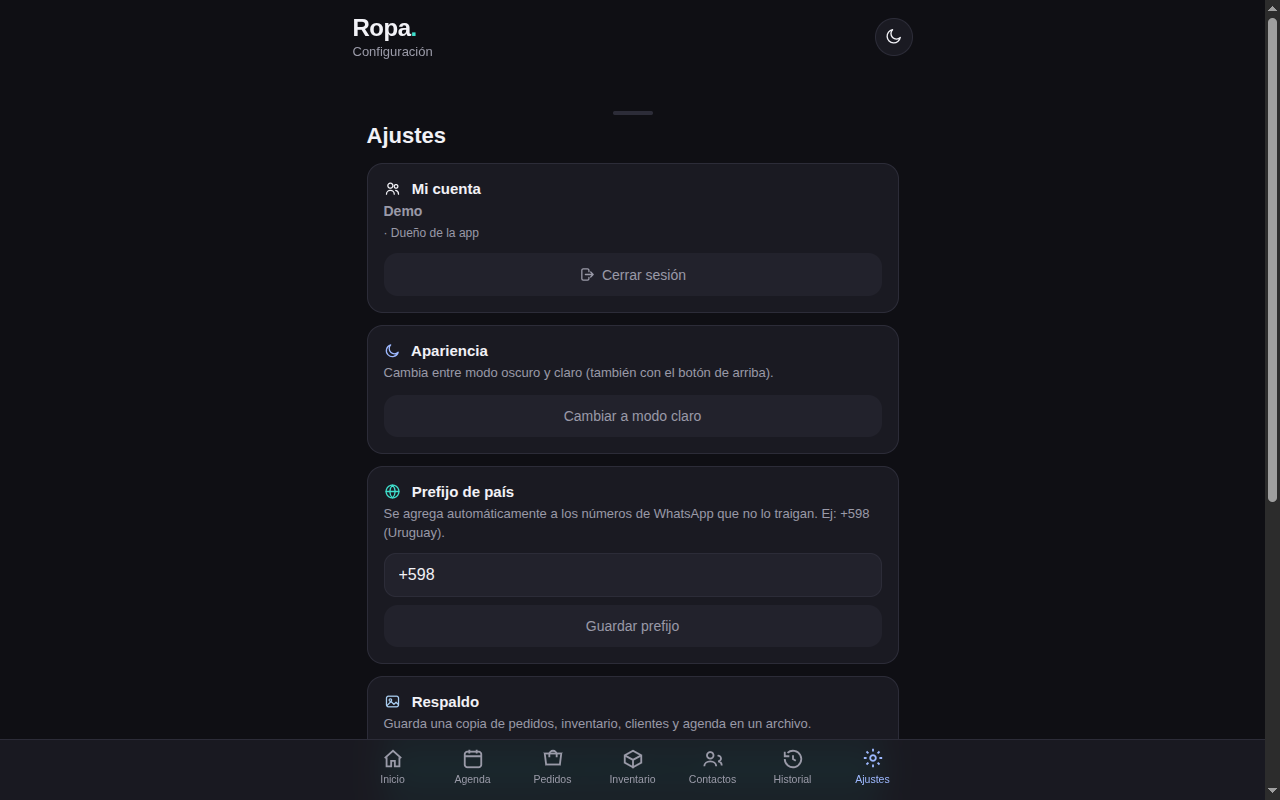 Ropa.
Configuración
Ajustes
Mi cuenta
Demo
· Dueño de la app
Cerrar sesión
Apariencia
Cambia entre modo oscuro y claro (también con el botón de arriba).
Cambiar a modo claro
Prefijo de país
Se agrega automáticamente a los números de WhatsApp que no lo traigan. Ej: +598
(Uruguay).
+598
Guardar prefijo
Respaldo
Guarda una copia de pedidos, inventario, clientes y agenda en un archivo.
Inicio
Agenda
Pedidos
Inventario
Contactos
Historial
Ajustes